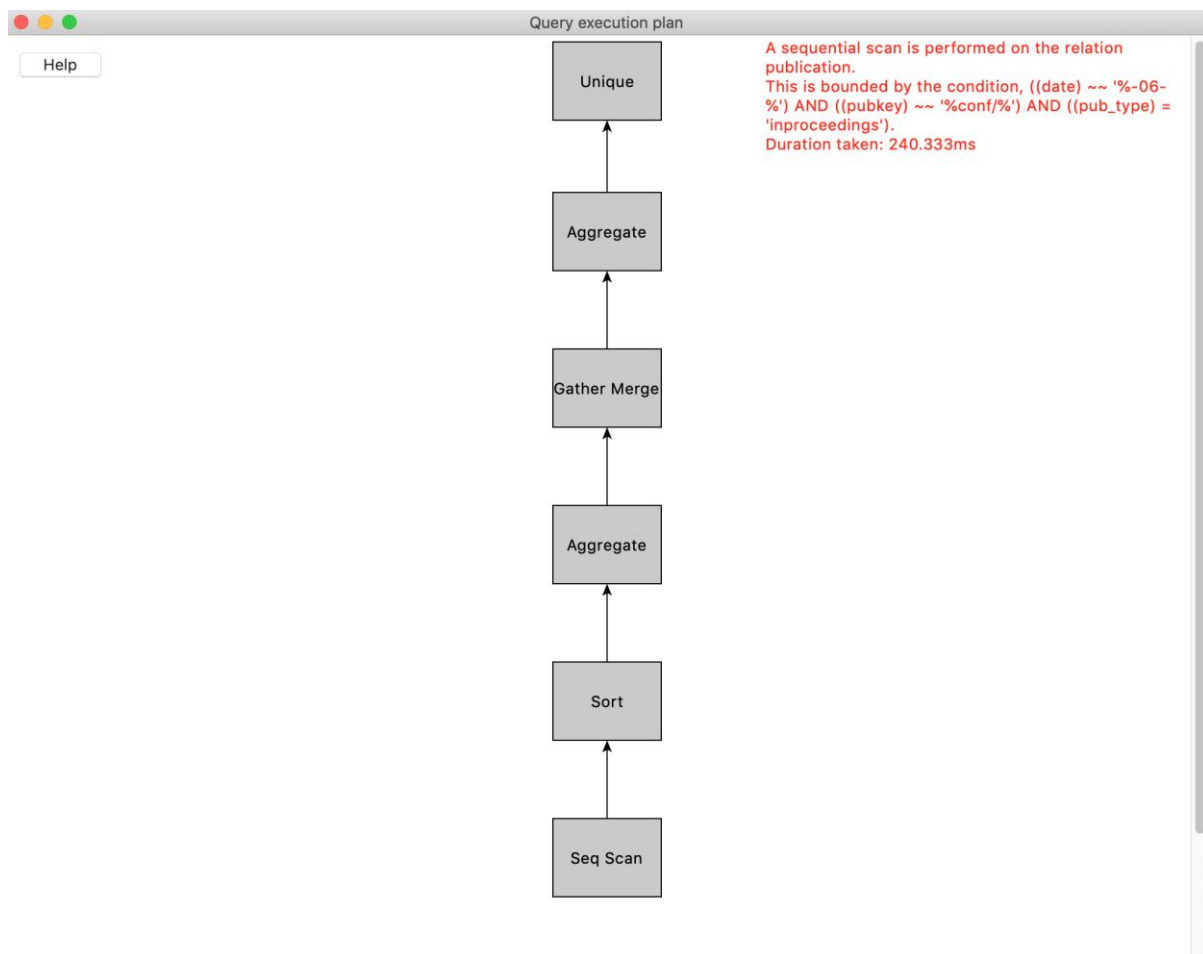 Query execution plan
Help
A sequential scan is performed on the relation
publication.
This is bounded by the condition, ((date) ~~ '%-06-
%') AND ((pubkey) ~~ '%conf/%') AND ((pub_type) =
'inproceedings').
Duration taken: 240.333ms
Unique
Aggregate
Gather Merge
Aggregate
Sort
Seq Scan